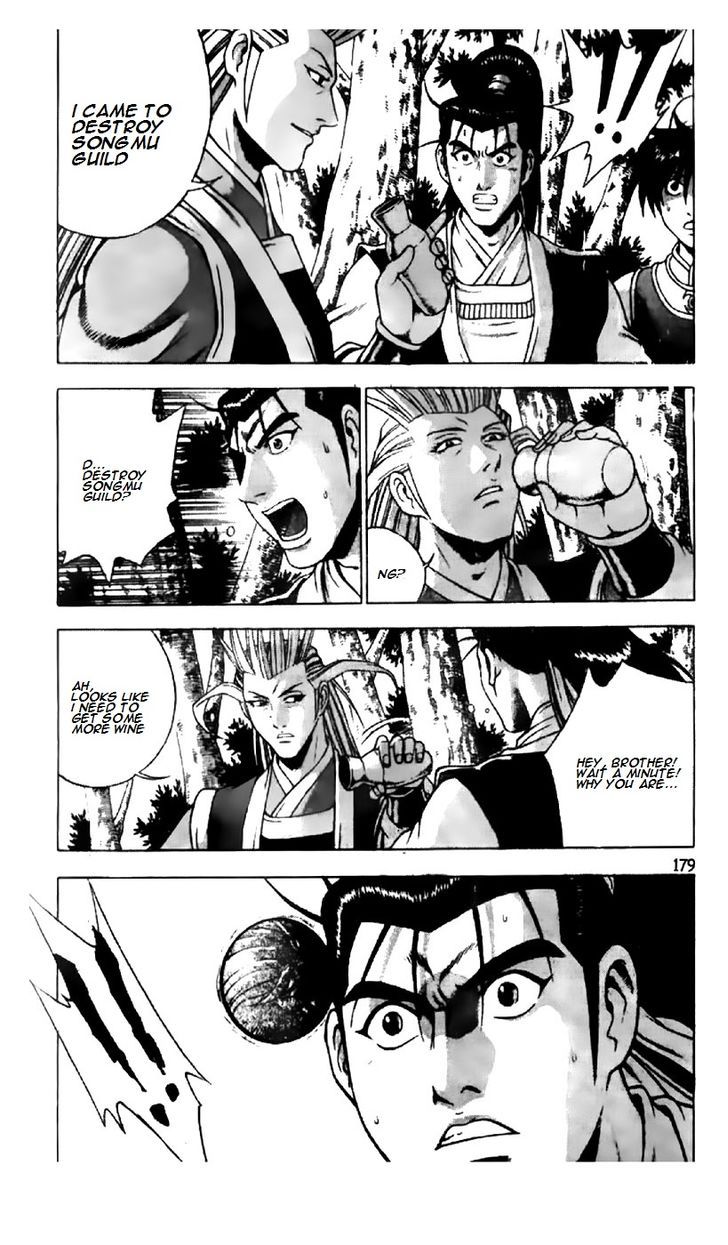 I CAME TO
DESTROY
SONGMU
GUILD
!!
D...
DESTROY
SONGMU
GUILD?
NG?
AH,
LOOKS LIKE
I NEED TO
GET SOME
MORE WINE
HEY, BROTHER!
WAIT A MINUTE!
WHY YOU ARE...
179
!!